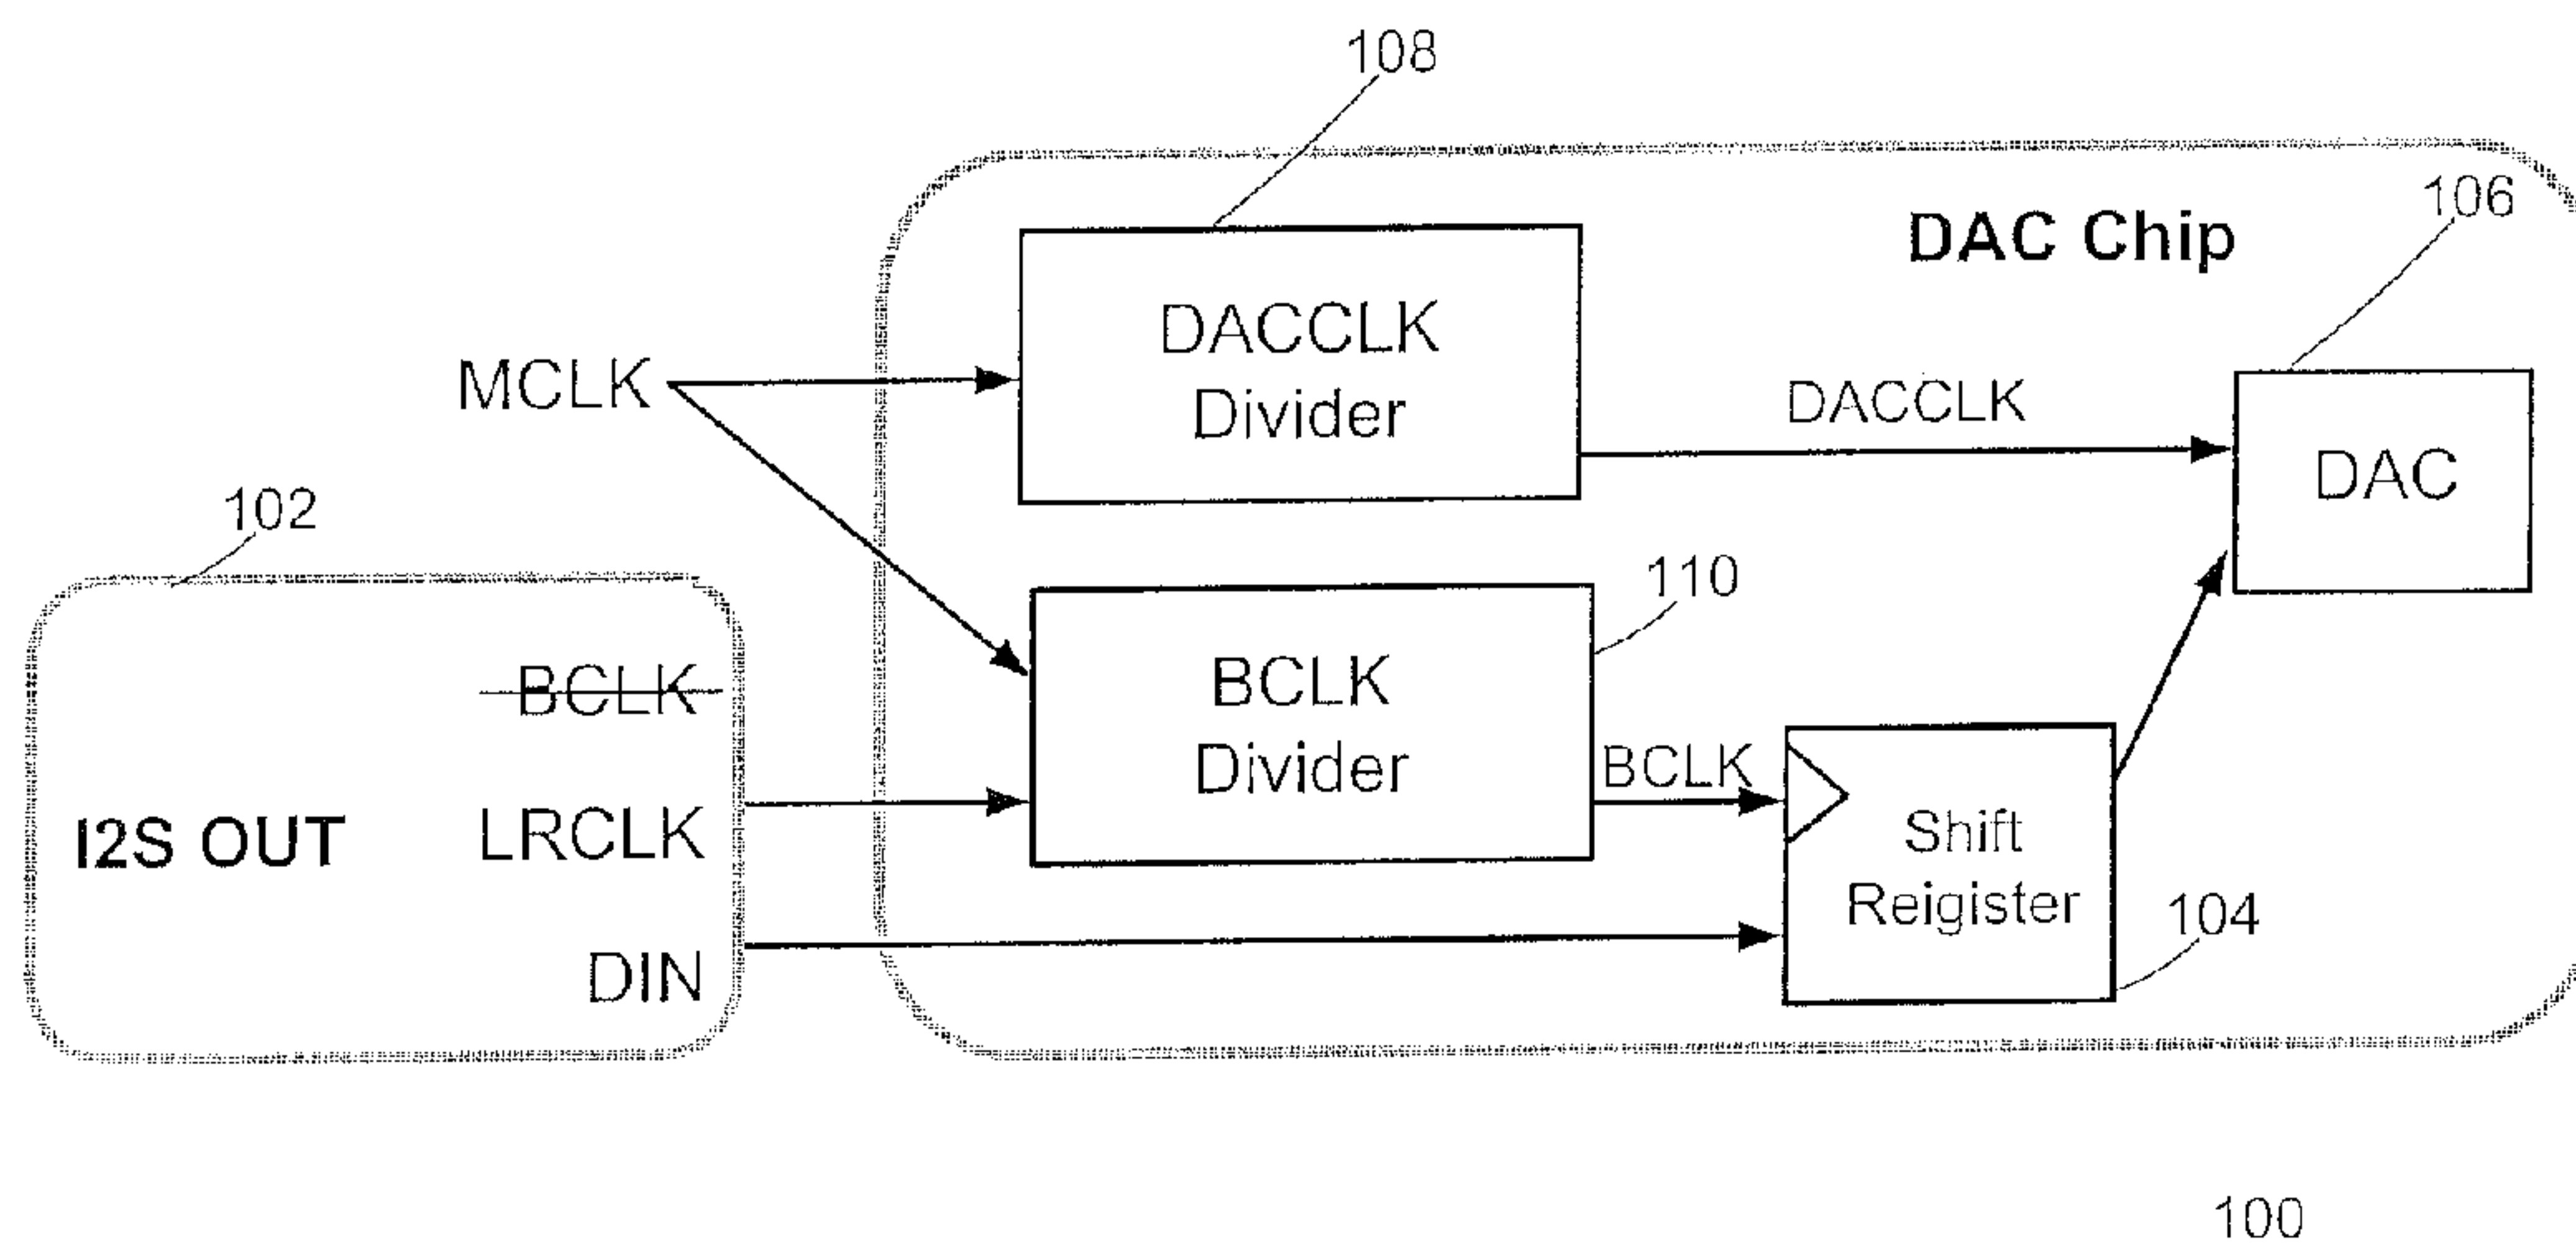 108
DAC Chip
106
DACCLK
Divider
MCLK
DACCLK
DAC
102
110
BCLK
BCLK
Divider
BCLK
I2S OUT
LRCLK
Shift
Reigister
104
DIN
100